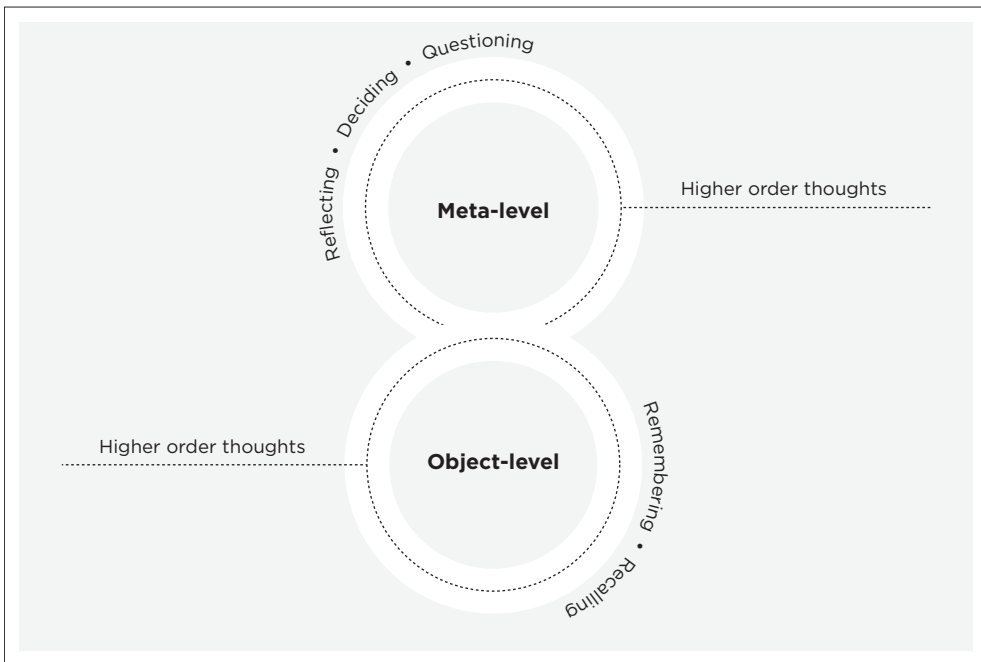 Reflecting • Deciding • Questioning
Higher order thoughts
Meta-level
Higher order thoughts
Object-level
Remembering • Recalling